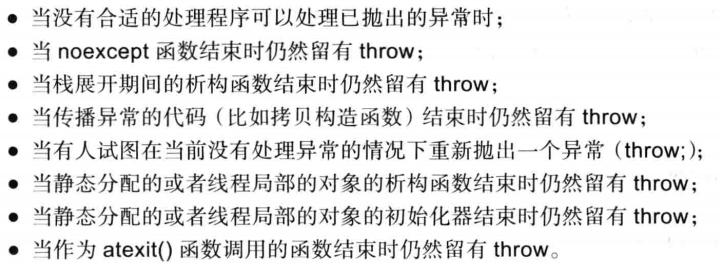 ● 当没有合适的处理程序可以处理已抛出的异常时；
● 当 noexcept 函数结束时仍然留有 throw；
● 当栈展开期间的析构函数结束时仍然留有 throw；
● 当传播异常的代码（比如拷贝构造函数）结束时仍然留有 throw；
● 当有人试图在当前没有处理异常的情况下重新抛出一个异常（throw;）；
● 当静态分配的或者线程局部的对象的析构函数结束时仍然留有 throw；
● 当静态分配的或者线程局部的对象的初始化器结束时仍然留有 throw；
● 当作为 atexit() 函数调用的函数结束时仍然留有 throw。